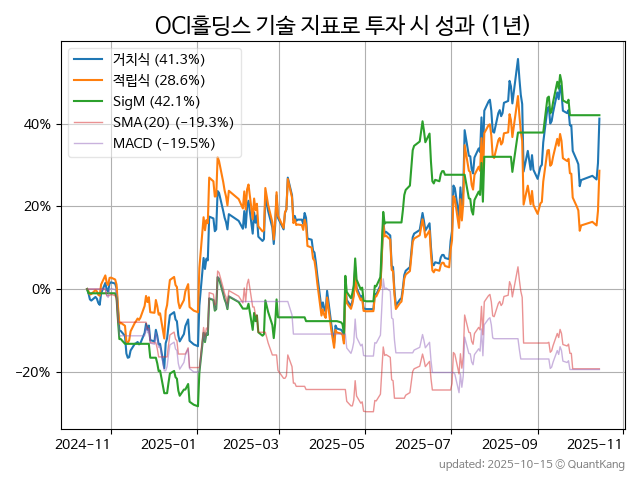 OCI홀딩스 기술 지표로 투자 시 성과 (1년)
거치식 (41.3%)
적립식 (28.6%)
SigM (42.1%)
SMA(20) (−19.3%)
MACD (−19.5%)
40%
20%
0%
−20%
2024-11 2025-01 2025-03 2025-05 2025-07 2025-09 2025-11
updated: 2025-10-15 © QuantKang